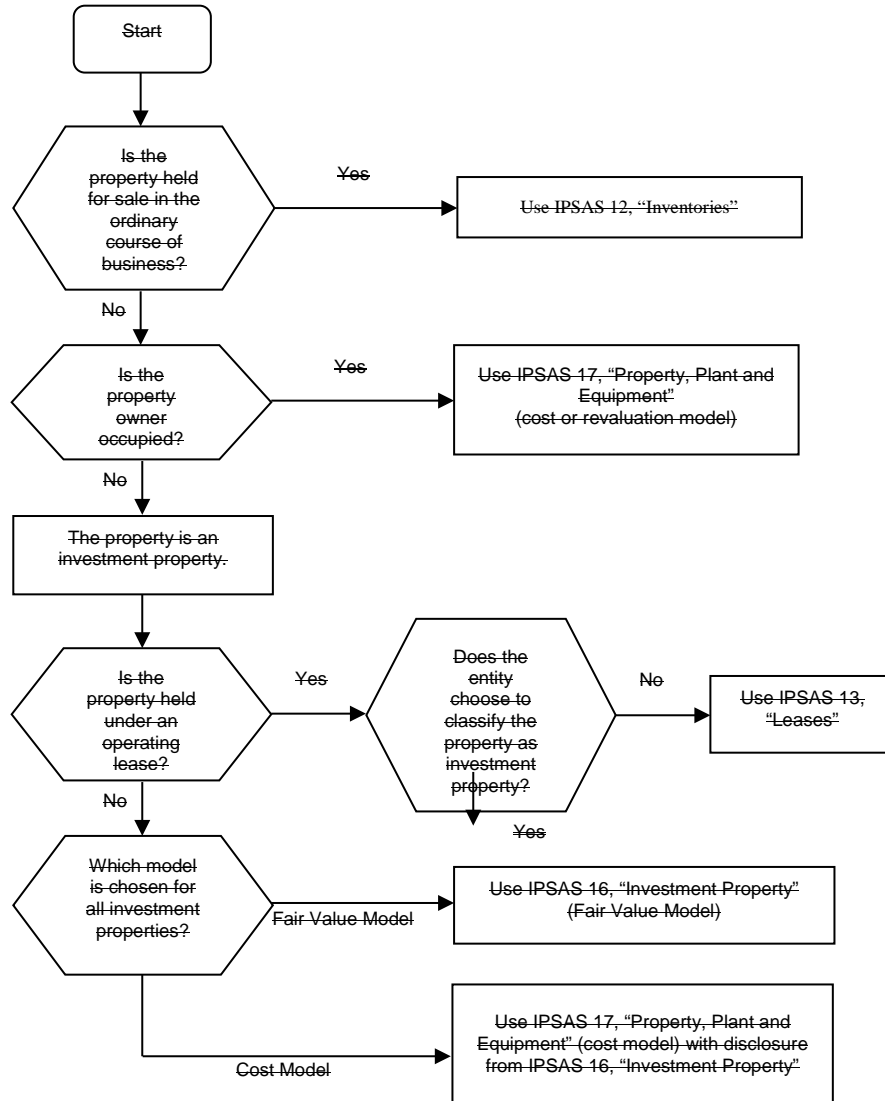 Start
Is the
property held
for sale in the
ordinary
course of
business?
Yes
Use IPSAS 12, “Inventories”
No
Is the
property
owner
occupied?
Yes
Use IPSAS 17, “Property, Plant and
Equipment”
(cost or revaluation model)
No
The property is an
investment property.
Is the
property held
under an
operating
lease?
Yes
Does the
entity
choose to
classify the
property as
investment
property?
No
Use IPSAS 13,
“Leases”
Yes
No
Which model
is chosen for
all investment
properties?
Fair Value Model
Use IPSAS 16, “Investment Property”
(Fair Value Model)
Cost Model
Use IPSAS 17, “Property, Plant and
Equipment” (cost model) with disclosure
from IPSAS 16, “Investment Property”